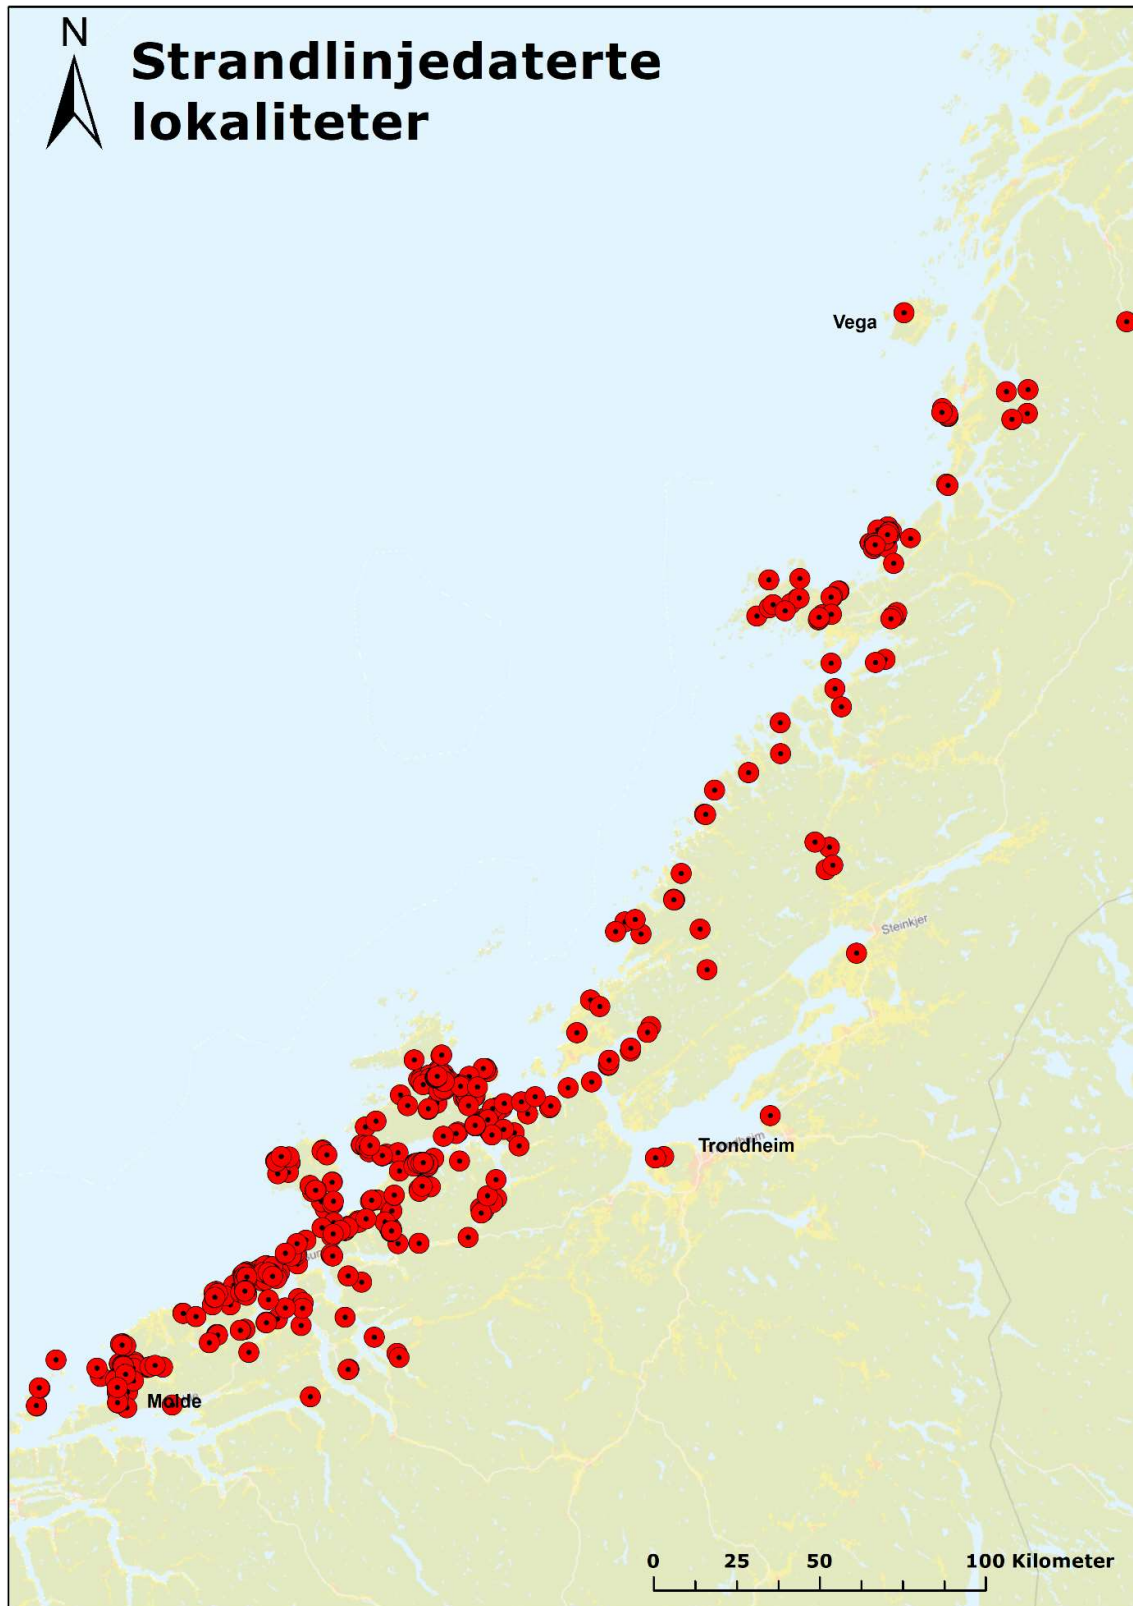 N
Strandlinjedaterte
lokaliteter
Vega
Steinkjer
Trondheim
Molde
0 25 50 100 Kilometer